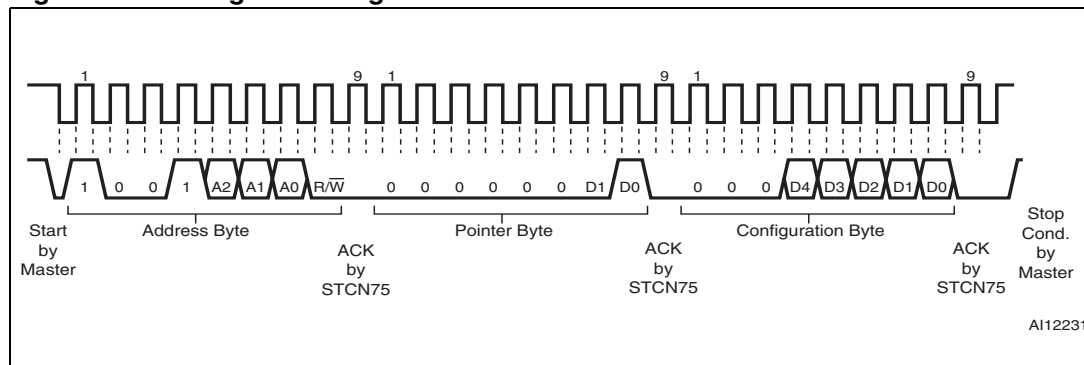 1 9 1 9 1 9
1 0 0 1 A2 A1 A0 R/W̅ 0 0 0 0 0 0 D1 D0 0 0 0 D4 D3 D2 D1 D0
Start
by
Master
Address Byte
ACK
by
STCN75
Pointer Byte
ACK
by
STCN75
Configuration Byte
ACK
by
STCN75
Stop
Cond.
by
Master
AI12231